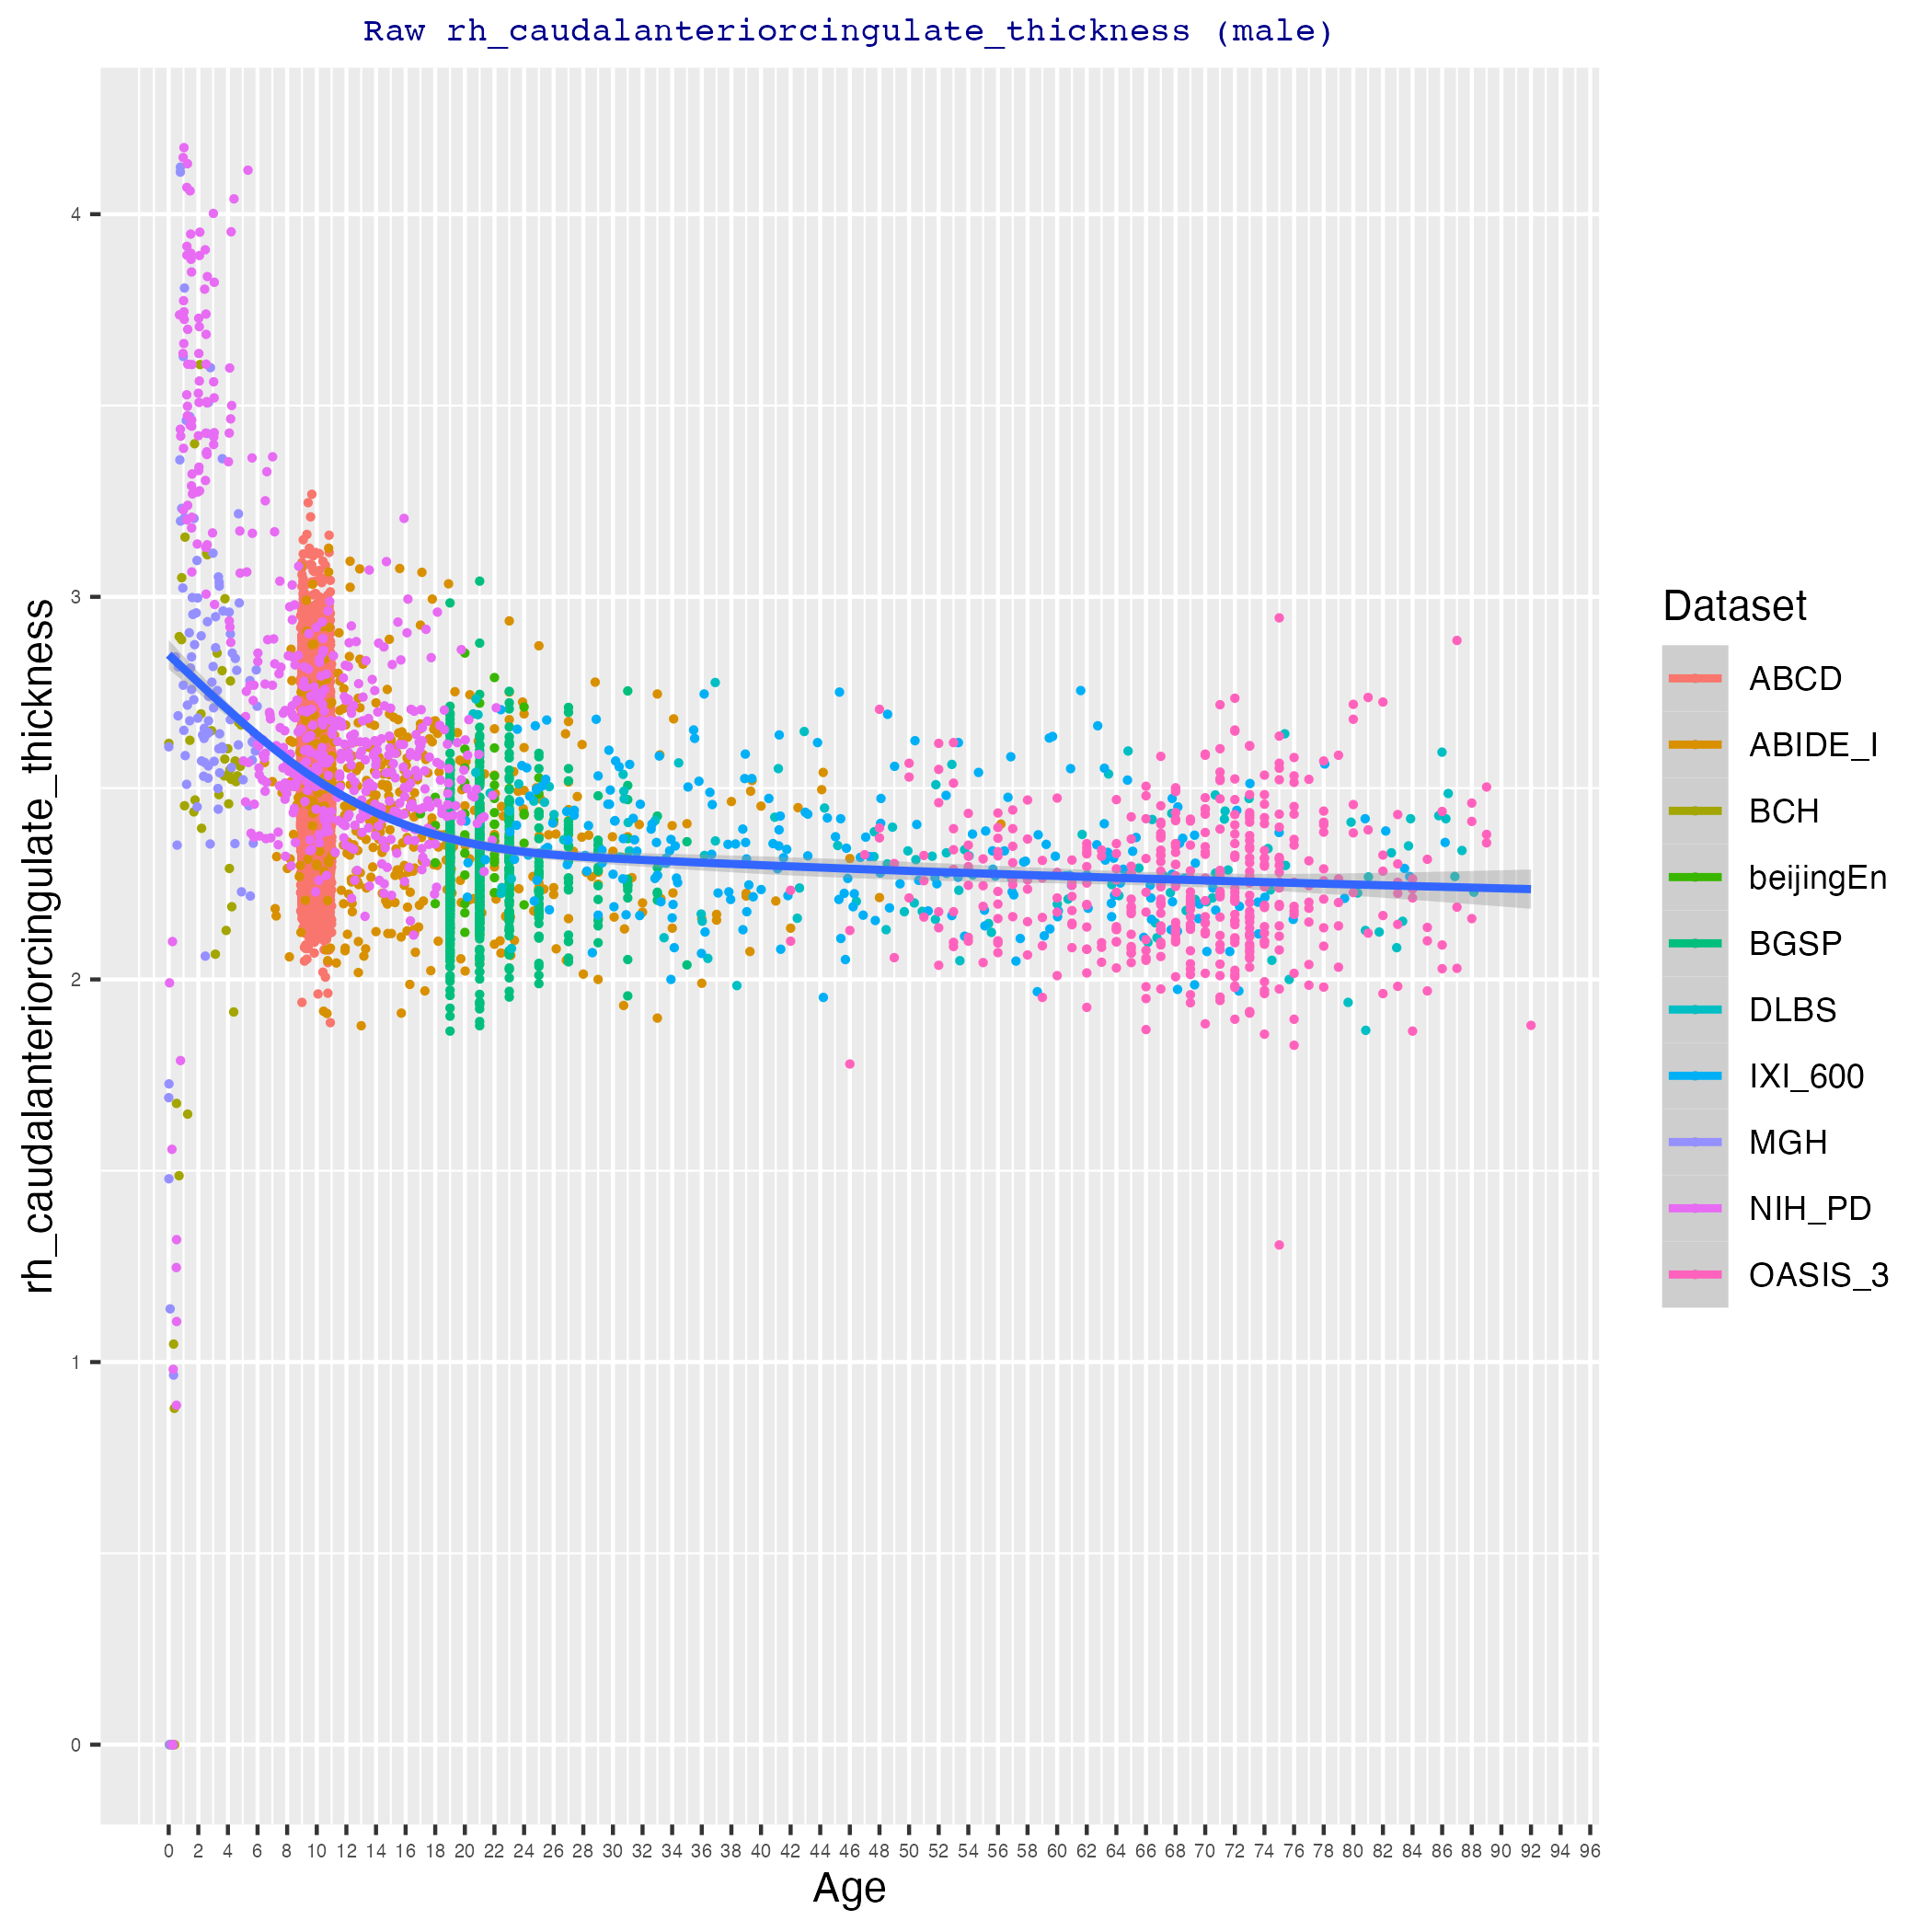 Raw rh_caudalanteriorcingulate_thickness (male)
rh_caudalanteriorcingulate_thickness
4
3
2
1
0
0 2 4 6 8 10 12 14 16 18 20 22 24 26 28 30 32 34 36 38 40 42 44 46 48 50 52 54 56 58 60 62 64 66 68 70 72 74 76 78 80 82 84 86 88 90 92 94 96
Age
Dataset
ABCD
ABIDE_I
BCH
beijingEn
BGSP
DLBS
IXI_600
MGH
NIH_PD
OASIS_3